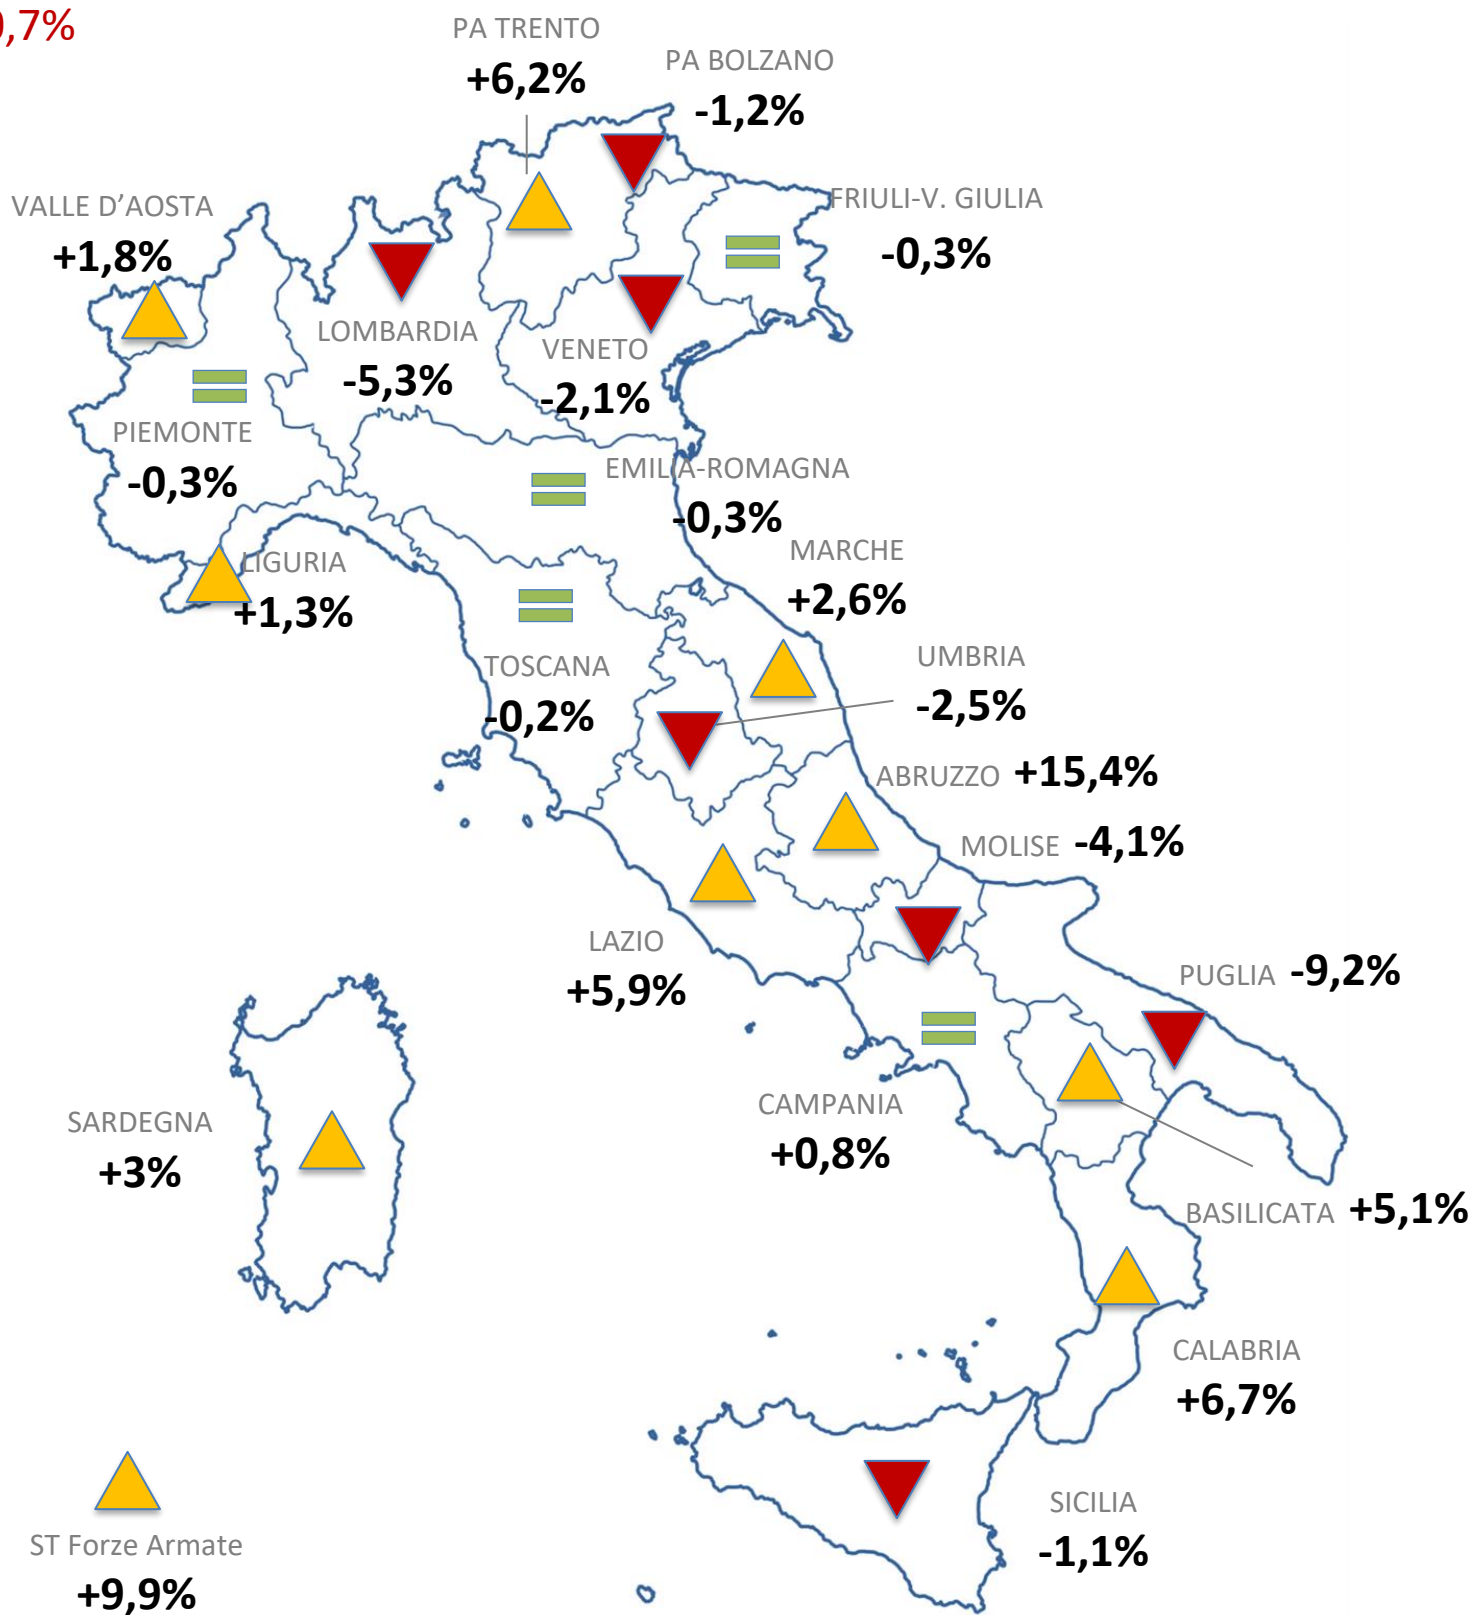 0,7%
PA TRENTO
+6,2%
PA BOLZANO
-1,2%
VALLE D’AOSTA
+1,8%
FRIULI-V. GIULIA
-0,3%
LOMBARDIA
-5,3%
VENETO
-2,1%
PIEMONTE
-0,3%
EMILIA-ROMAGNA
-0,3%
LIGURIA
+1,3%
MARCHE
+2,6%
TOSCANA
-0,2%
UMBRIA
-2,5%
ABRUZZO +15,4%
MOLISE -4,1%
LAZIO
+5,9%
PUGLIA -9,2%
SARDEGNA
+3%
CAMPANIA
+0,8%
BASILICATA +5,1%
CALABRIA
+6,7%
SICILIA
-1,1%
ST Forze Armate
+9,9%